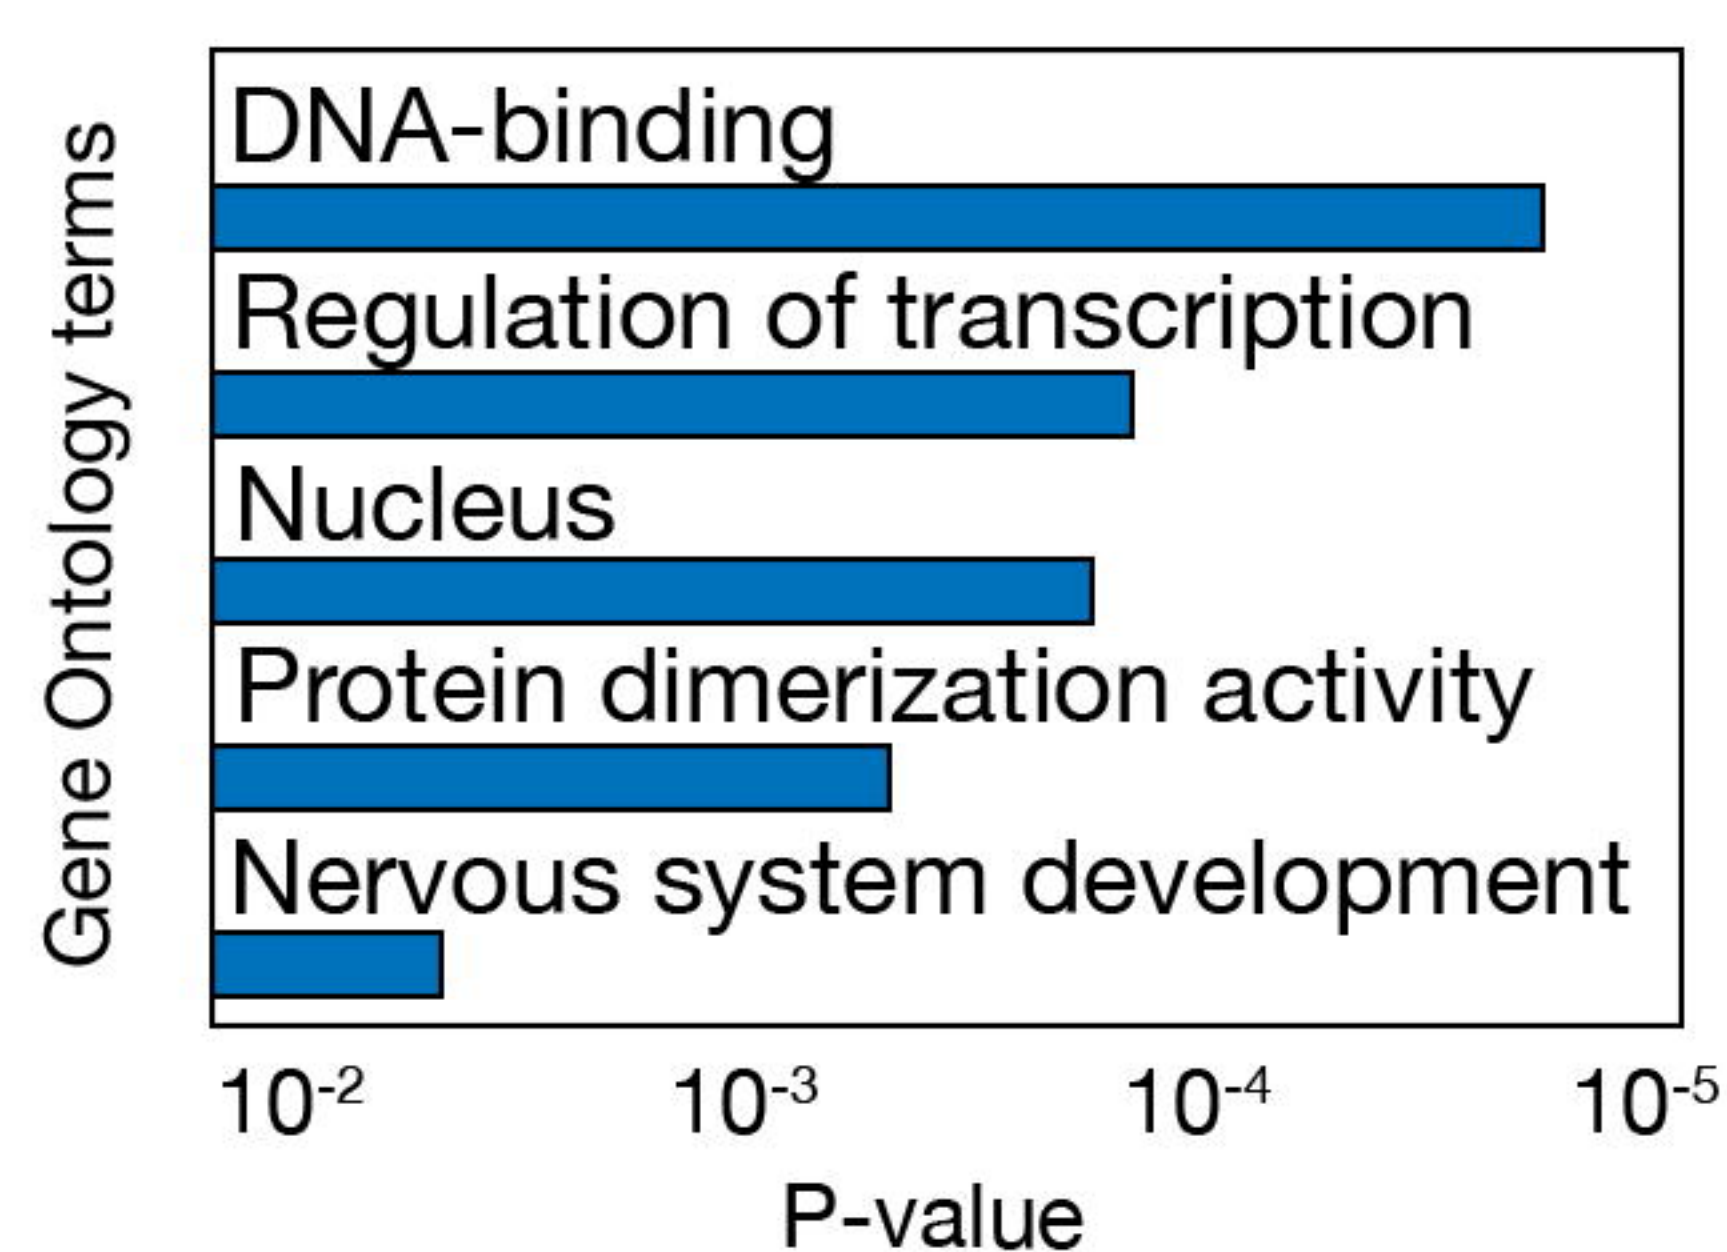 Gene Ontology terms
DNA-binding
Regulation of transcription
Nucleus
Protein dimerization activity
Nervous system development
10⁻² 10⁻³ 10⁻⁴ 10⁻⁵
P-value